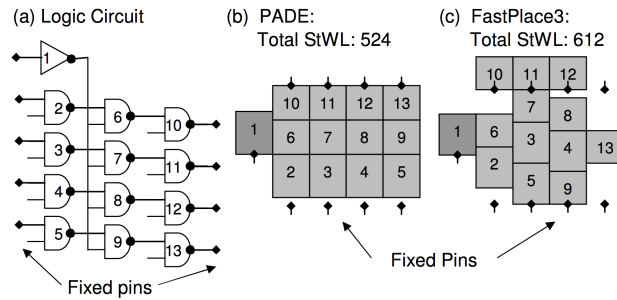 (a) Logic Circuit
1
2
6
10
3
7
11
4
8
12
5
9
13
Fixed pins
(b) PADE:
Total StWL: 524
10 11 12 13
1
6 7 8 9
2 3 4 5
(c) FastPlace3:
Total StWL: 612
10 11 12
7
8
1
6
3
4
13
2
5
9
Fixed Pins